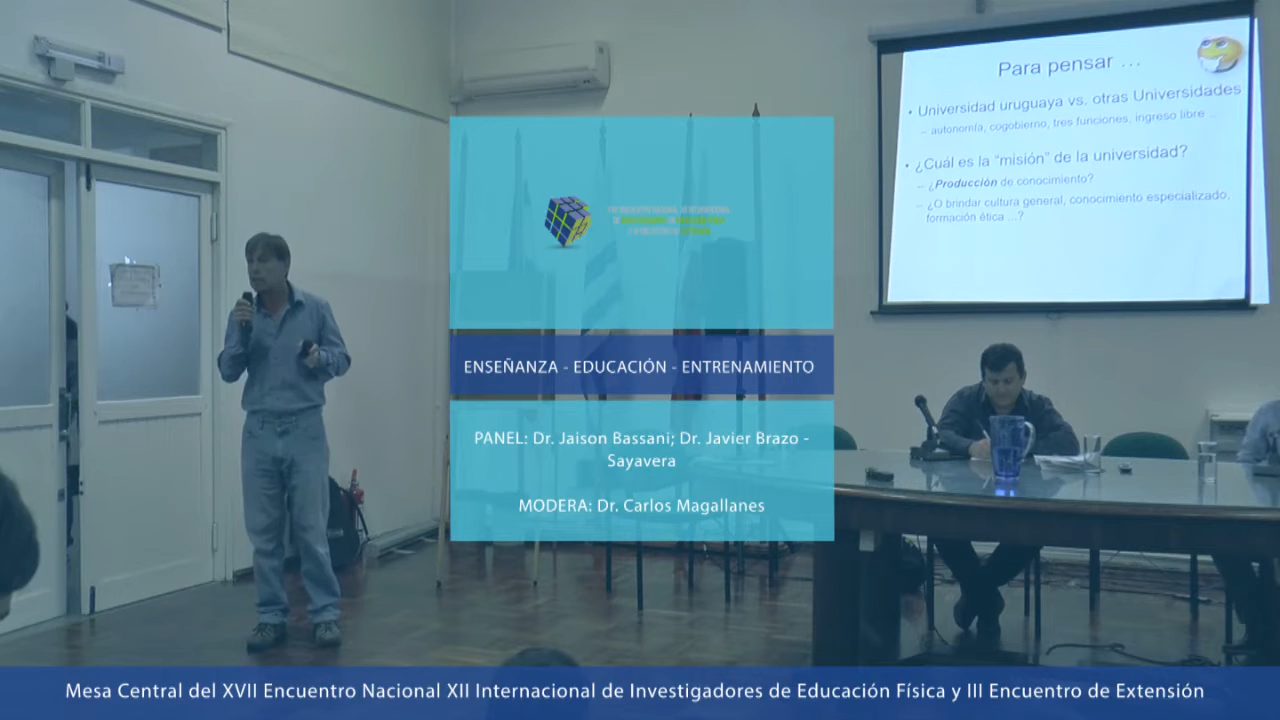 Para pensar ...
• Universidad uruguaya vs. otras Universidades
– autonomía, cogobierno, tres funciones, ingreso libre ...
• ¿Cuál es la “misión” de la universidad?
– ¿Producción de conocimiento?
– ¿O brindar cultura general, conocimiento especializado,
formación ética ...?
ENSEÑANZA - EDUCACIÓN - ENTRENAMIENTO
PANEL: Dr. Jaison Bassani; Dr. Javier Brazo -
Sayavera
MODERA: Dr. Carlos Magallanes
Mesa Central del XVII Encuentro Nacional XII Internacional de Investigadores de Educación Física y III Encuentro de Extensión